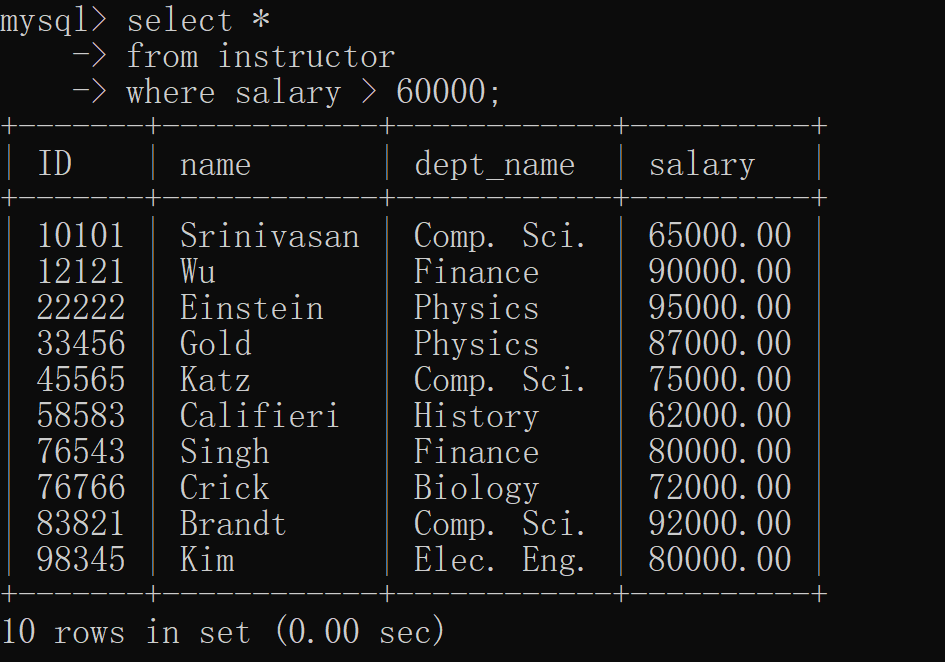 mysql> select *
    -> from instructor
    -> where salary > 60000;
+-------+------------+------------+----------+
| ID    | name       | dept_name  | salary   |
+-------+------------+------------+----------+
| 10101 | Srinivasan | Comp. Sci. | 65000.00 |
| 12121 | Wu         | Finance    | 90000.00 |
| 22222 | Einstein   | Physics    | 95000.00 |
| 33456 | Gold       | Physics    | 87000.00 |
| 45565 | Katz       | Comp. Sci. | 75000.00 |
| 58583 | Califieri  | History    | 62000.00 |
| 76543 | Singh      | Finance    | 80000.00 |
| 76766 | Crick      | Biology    | 72000.00 |
| 83821 | Brandt     | Comp. Sci. | 92000.00 |
| 98345 | Kim        | Elec. Eng. | 80000.00 |
+-------+------------+------------+----------+
10 rows in set (0.00 sec)